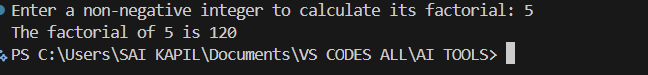 Enter a non-negative integer to calculate its factorial: 5
The factorial of 5 is 120
PS C:\Users\SAI KAPIL\Documents\VS CODES ALL\AI TOOLS>